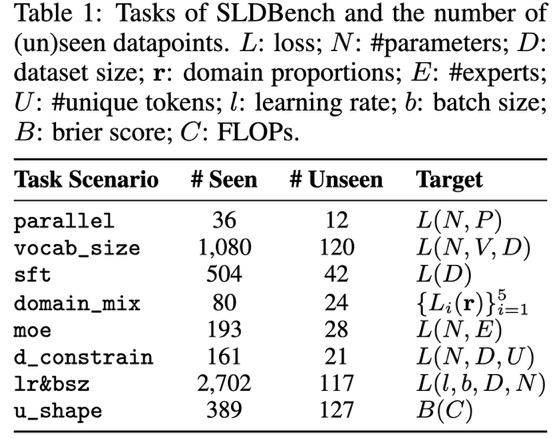 Table 1: Tasks of SLDBench and the number of
(un)seen datapoints. L: loss; N: #parameters; D:
dataset size; r: domain proportions; E: #experts;
U: #unique tokens; l: learning rate; b: batch size;
B: brier score; C: FLOPs.
Task Scenario # Seen # Unseen Target
parallel 36 12 L(N, P)
vocab_size 1,080 120 L(N, V, D)
sft 504 42 L(D)
domain_mix 80 24 {L_i(r)}_{i=1}^5
moe 193 28 L(N, E)
d_constrain 161 21 L(N, D, U)
lr&bsz 2,702 117 L(l, b, D, N)
u_shape 389 127 B(C)